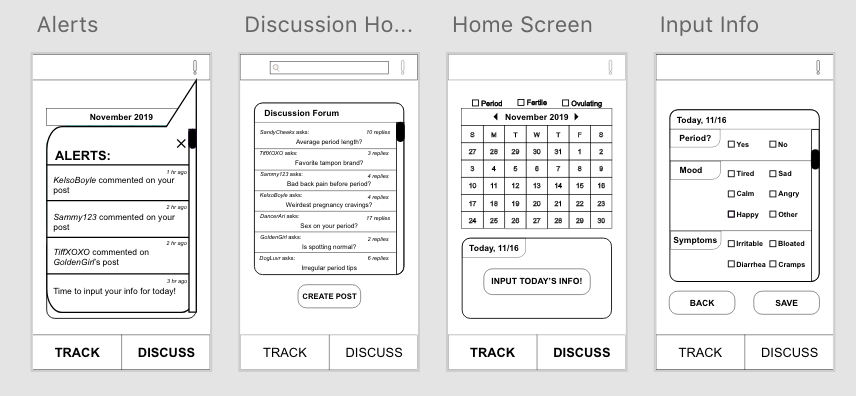 Alerts
November 2019
ALERTS:
1 hr ago
KelsoBoyle commented on your
post
2 hr ago
Sammy123 commented on your
post
2 hr ago
TiffXOXO commented on
GoldenGirl's post
3 hr ago
Time to input your info for today!
TRACK DISCUSS
Discussion Ho...
Discussion Forum
SandyCheeks asks: 10 replies
Average period length?
TiffXOXO asks: 3 replies
Favorite tampon brand?
Sammy123 asks: 4 replies
Bad back pain before period?
KelsoBoyle asks: 4 replies
Weirdest pregnancy cravings?
DancerAri asks: 17 replies
Sex on your period?
GoldenGirl asks: 2 replies
Is spotting normal?
DogLuvr asks: 6 replies
Irregular period tips
CREATE POST
TRACK DISCUSS
Home Screen
Period Fertile Ovulating
November 2019
S M T W T F S
27 28 29 30 31 1 2
3 4 5 6 7 8 9
10 11 12 13 14 15 16
17 18 19 20 21 22 23
24 25 26 27 28 29 30
Today, 11/16
INPUT TODAY'S INFO!
TRACK DISCUSS
Input Info
Today, 11/16
Period?
Yes No
Mood
Tired Sad
Calm Angry
Happy Other
Symptoms
Irritable Bloated
Diarrhea Cramps
BACK SAVE
TRACK DISCUSS